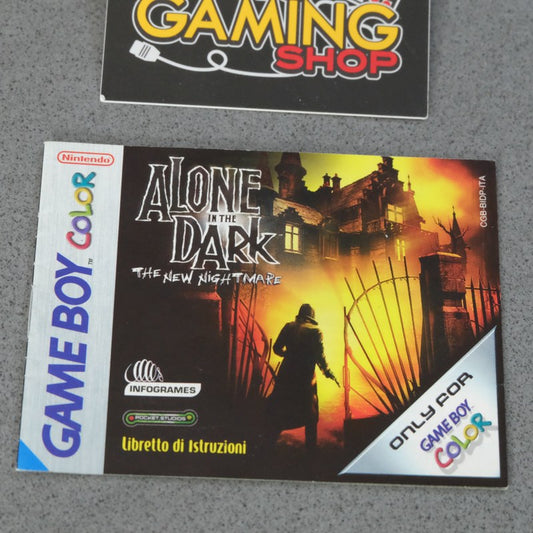 GAMING
SHOP
Nintendo
GAME BOY COLOR
TM
ALONE
IN THE
DARK
THE NEW NIGHTMARE
CGB-BIDP-ITA
INFOGRAMES
POCKET STUDIOS
Libretto di Istruzioni
ONLY FOR
GAME BOY
COLOR